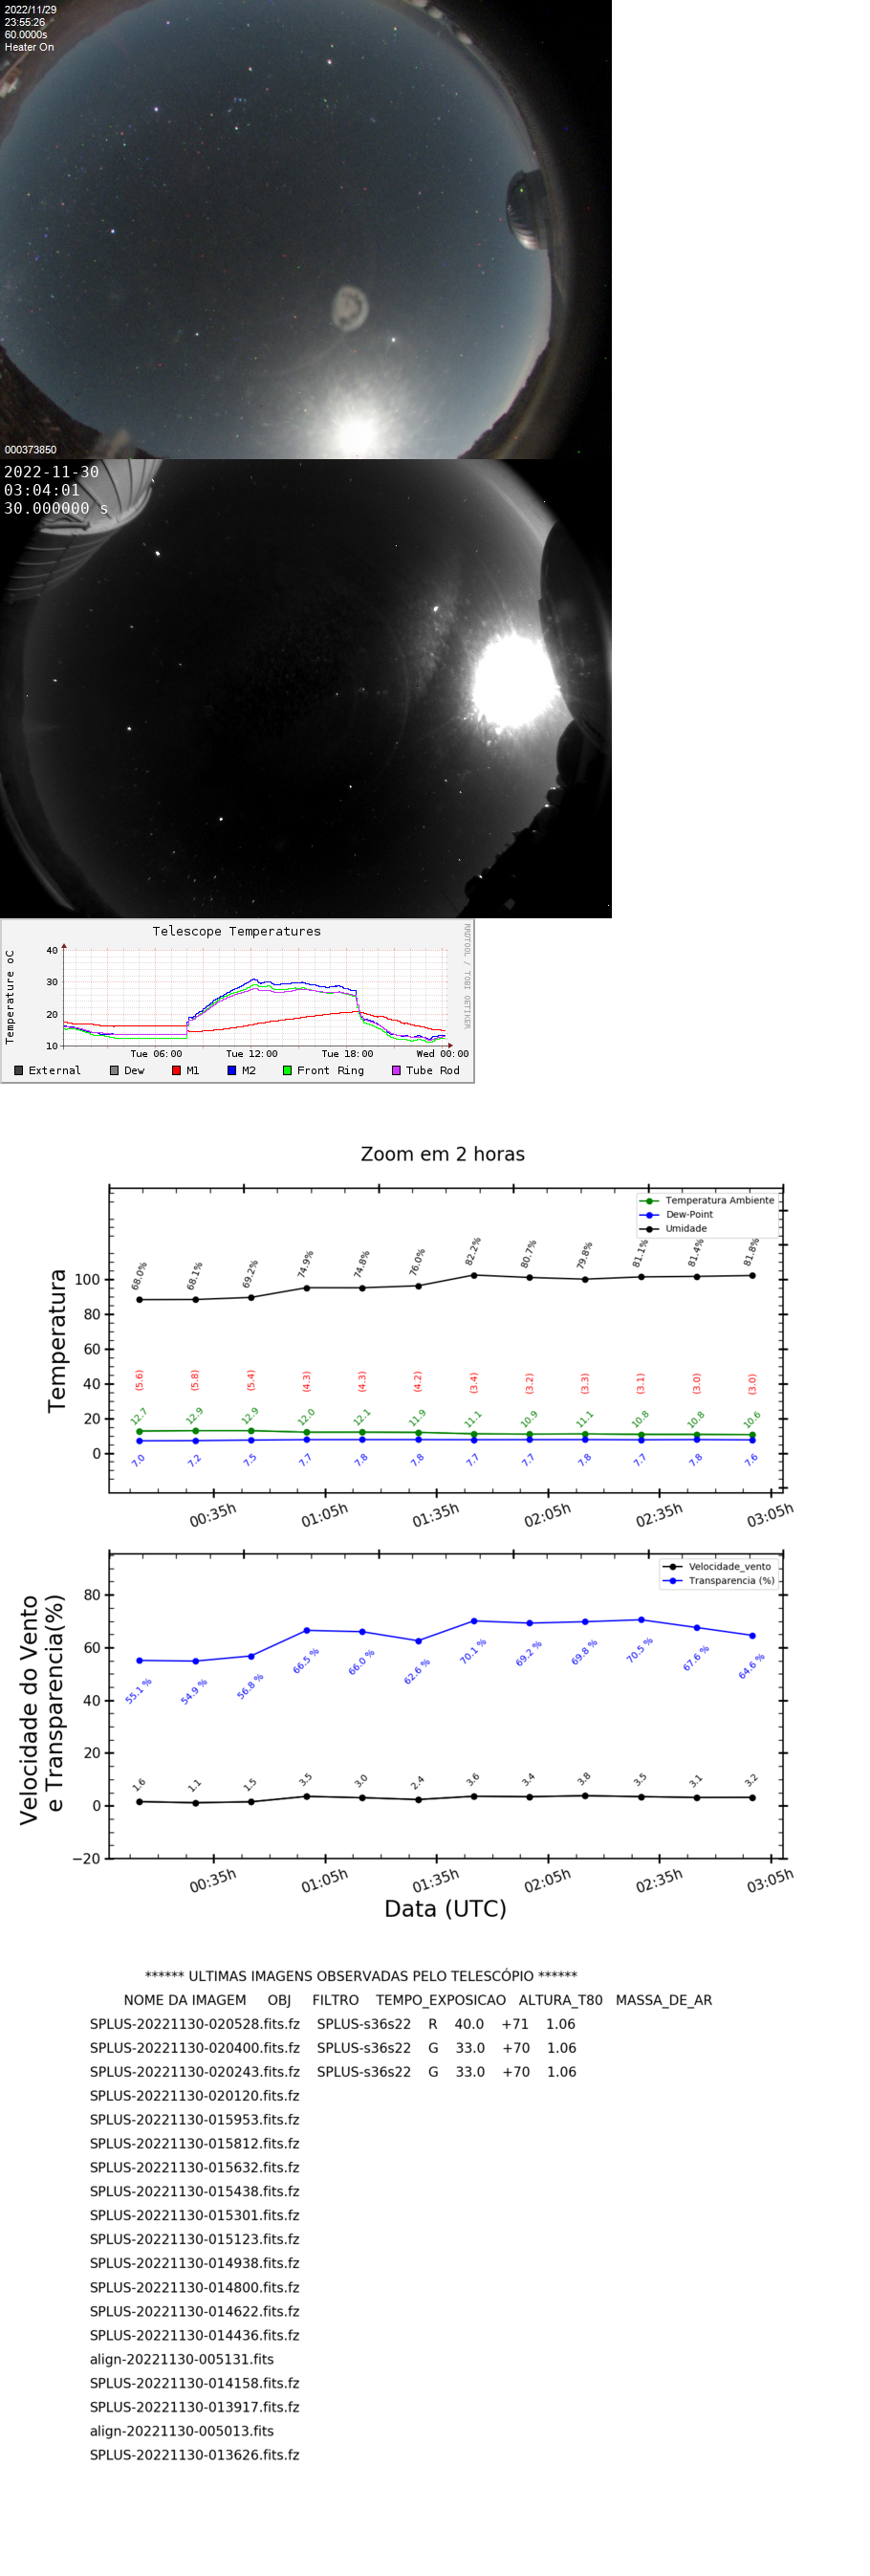 2022/11/29
23:55:26
60.0000s
Heater On
000373850
2022-11-30
03:04:01
30.000000 s
Telescope Temperatures
RRDTOOL / TOBI OETIKER
Temperature oC
40
30
20
10
Tue 06:00 Tue 12:00 Tue 18:00 Wed 00:00
External Dew M1 M2 Front Ring Tube Rod
Zoom em 2 horas
Temperatura Ambiente
Dew-Point
Umidade
Temperatura
100
80
60
40
20
0
68.0% 68.1% 69.2% 74.9% 74.8% 76.0% 82.2% 80.7% 79.8% 81.1% 81.4% 81.8%
(5.6) (5.8) (5.4) (4.3) (4.3) (4.2) (3.4) (3.2) (3.3) (3.1) (3.0) (3.0)
12.7 12.9 12.9 12.0 12.1 11.9 11.1 10.9 11.1 10.8 10.8 10.6
7.0 7.2 7.5 7.7 7.8 7.8 7.7 7.7 7.8 7.7 7.8 7.6
00:35h 01:05h 01:35h 02:05h 02:35h 03:05h
Velocidade_vento
Transparencia (%)
Velocidade do Vento
e Transparencia(%)
80
60
40
20
0
−20
55.1 % 54.9 % 56.8 % 66.5 % 66.0 % 62.6 % 70.1 % 69.2 % 69.8 % 70.5 % 67.6 % 64.6 %
1.6 1.1 1.5 3.5 3.0 2.4 3.6 3.4 3.8 3.5 3.1 3.2
00:35h 01:05h 01:35h 02:05h 02:35h 03:05h
Data (UTC)
****** ULTIMAS IMAGENS OBSERVADAS PELO TELESCÓPIO ******
NOME DA IMAGEM OBJ FILTRO TEMPO_EXPOSICAO ALTURA_T80 MASSA_DE_AR
SPLUS-20221130-020528.fits.fz SPLUS-s36s22 R 40.0 +71 1.06
SPLUS-20221130-020400.fits.fz SPLUS-s36s22 G 33.0 +70 1.06
SPLUS-20221130-020243.fits.fz SPLUS-s36s22 G 33.0 +70 1.06
SPLUS-20221130-020120.fits.fz
SPLUS-20221130-015953.fits.fz
SPLUS-20221130-015812.fits.fz
SPLUS-20221130-015632.fits.fz
SPLUS-20221130-015438.fits.fz
SPLUS-20221130-015301.fits.fz
SPLUS-20221130-015123.fits.fz
SPLUS-20221130-014938.fits.fz
SPLUS-20221130-014800.fits.fz
SPLUS-20221130-014622.fits.fz
SPLUS-20221130-014436.fits.fz
align-20221130-005131.fits
SPLUS-20221130-014158.fits.fz
SPLUS-20221130-013917.fits.fz
align-20221130-005013.fits
SPLUS-20221130-013626.fits.fz